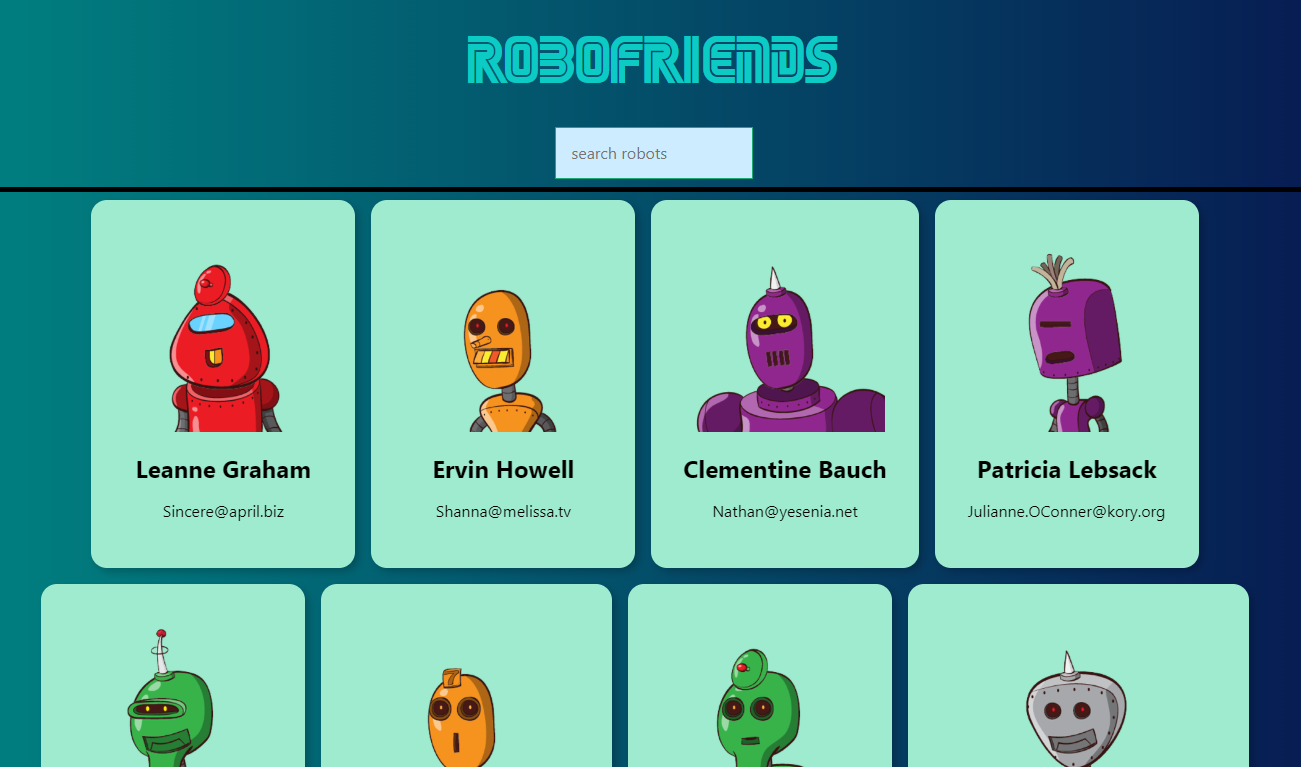 ROBOFRIENDS
search robots
Leanne Graham
Sincere@april.biz
Ervin Howell
Shanna@melissa.tv
Clementine Bauch
Nathan@yesenia.net
Patricia Lebsack
Julianne.OConner@kory.org
7